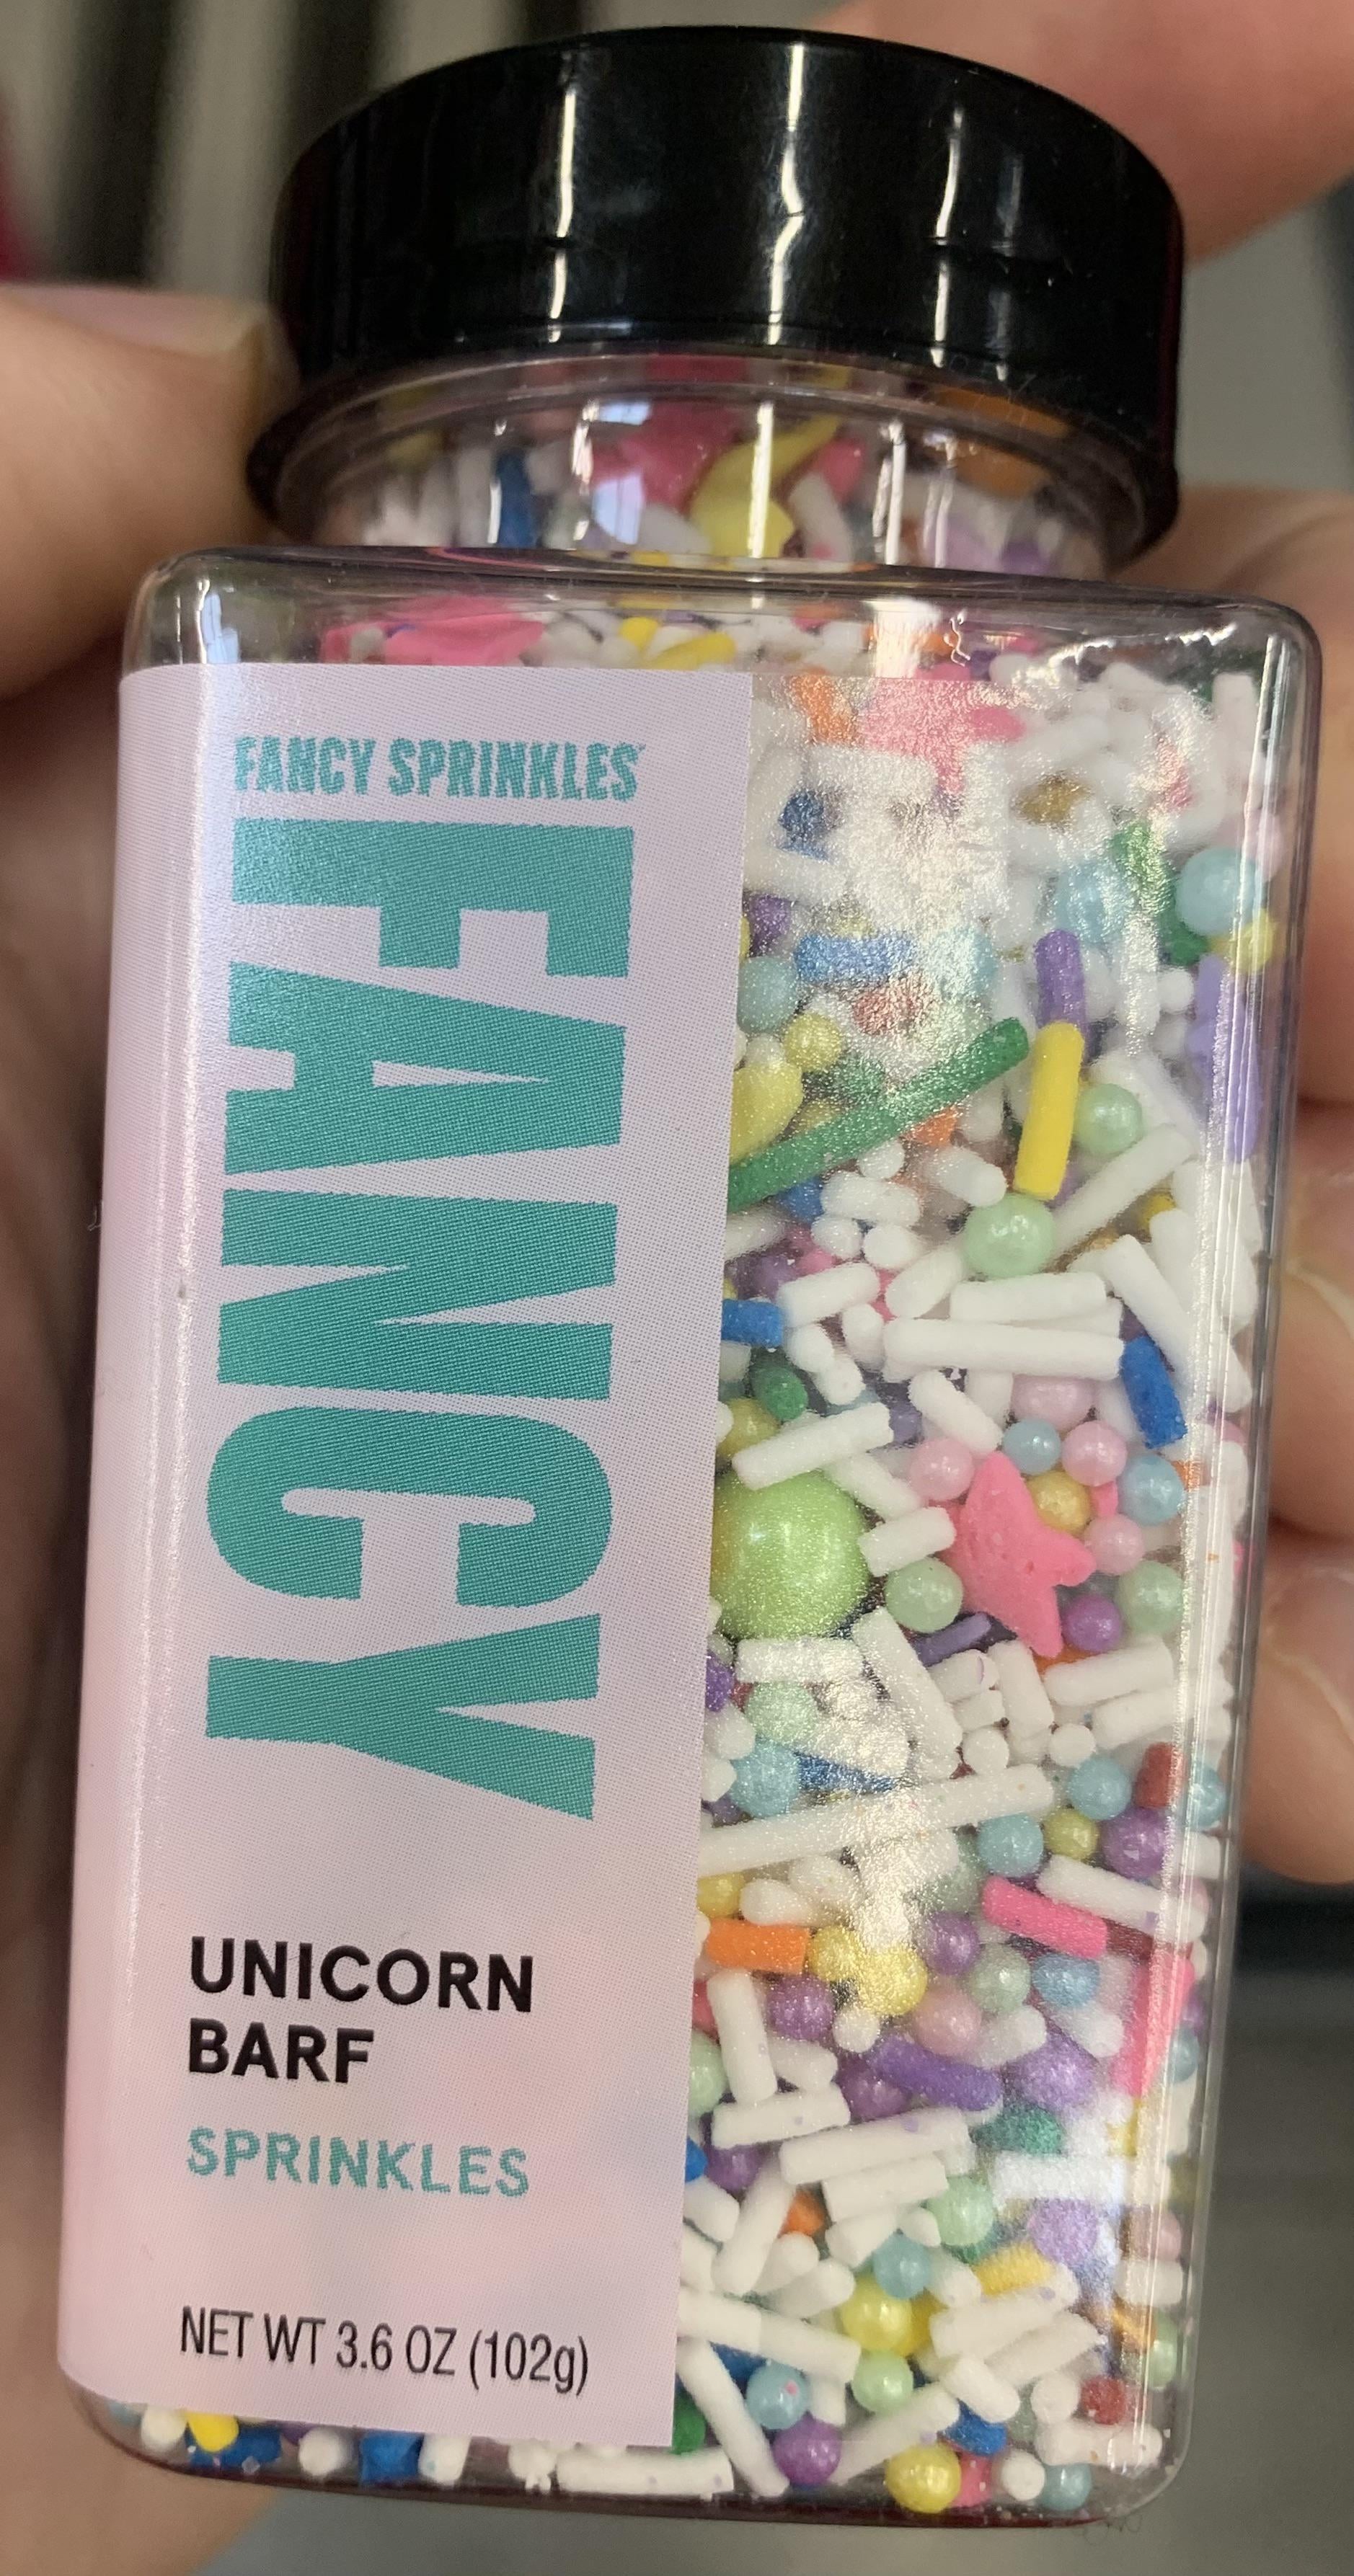 FANCY SPRINKLES
FANCY
UNICORN
BARF
SPRINKLES
NET WT 3.6 OZ (102g)